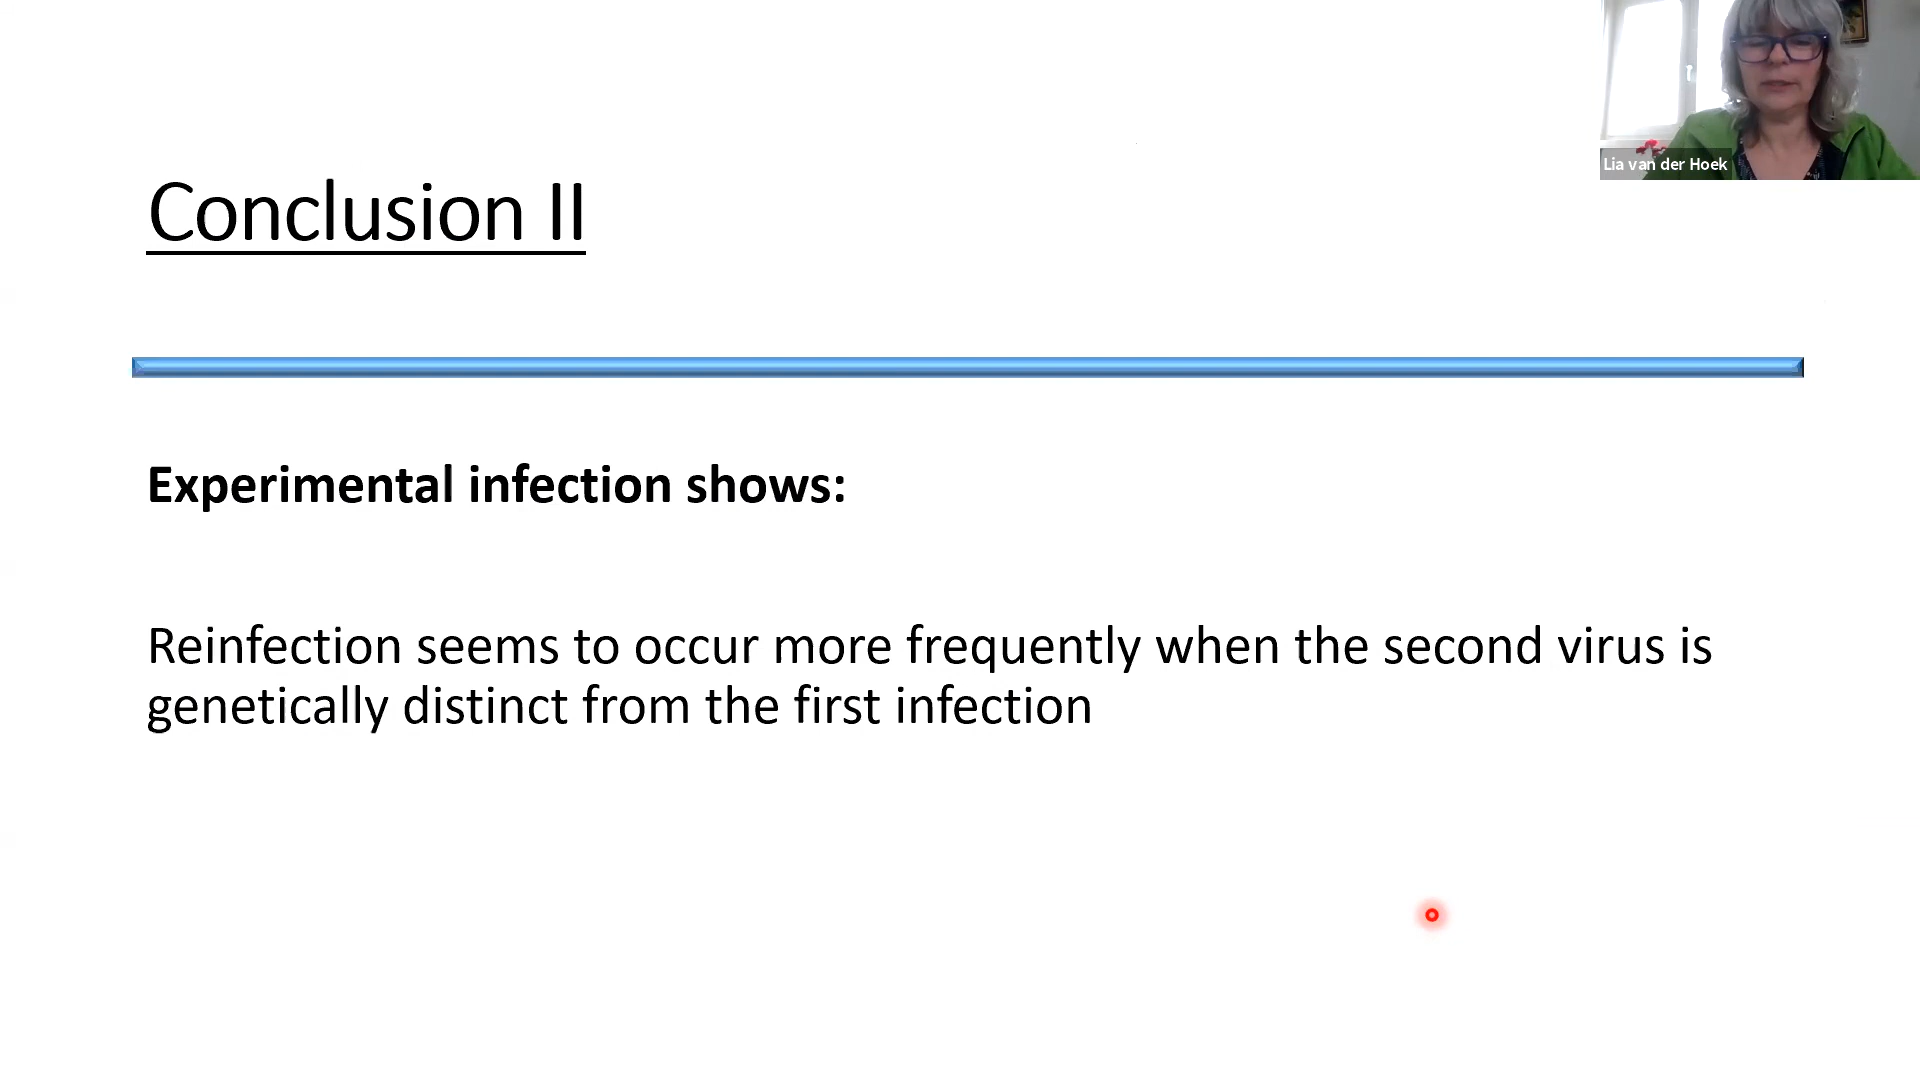 Lia van der Hoek
Conclusion II
Experimental infection shows:
Reinfection seems to occur more frequently when the second virus is
genetically distinct from the first infection